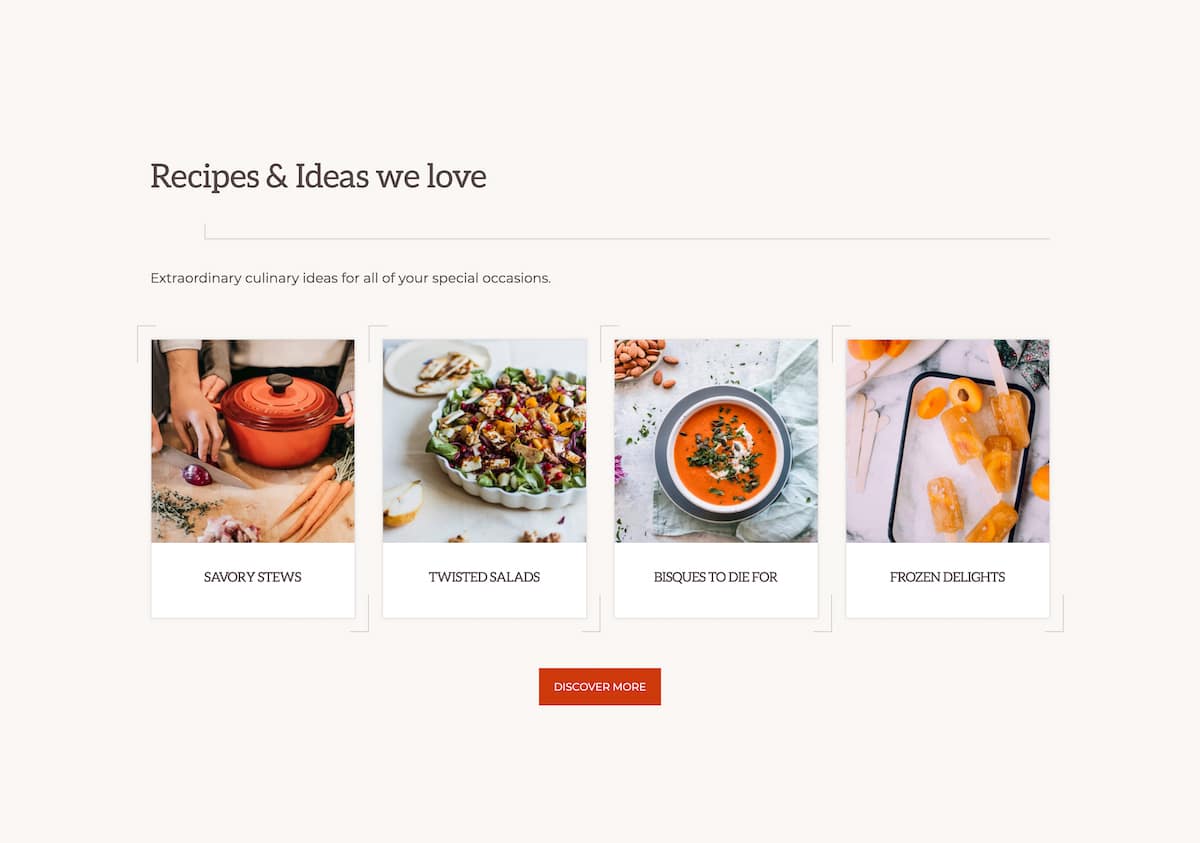 Recipes & Ideas we love
Extraordinary culinary ideas for all of your special occasions.
SAVORY STEWS
TWISTED SALADS
BISQUES TO DIE FOR
FROZEN DELIGHTS
DISCOVER MORE